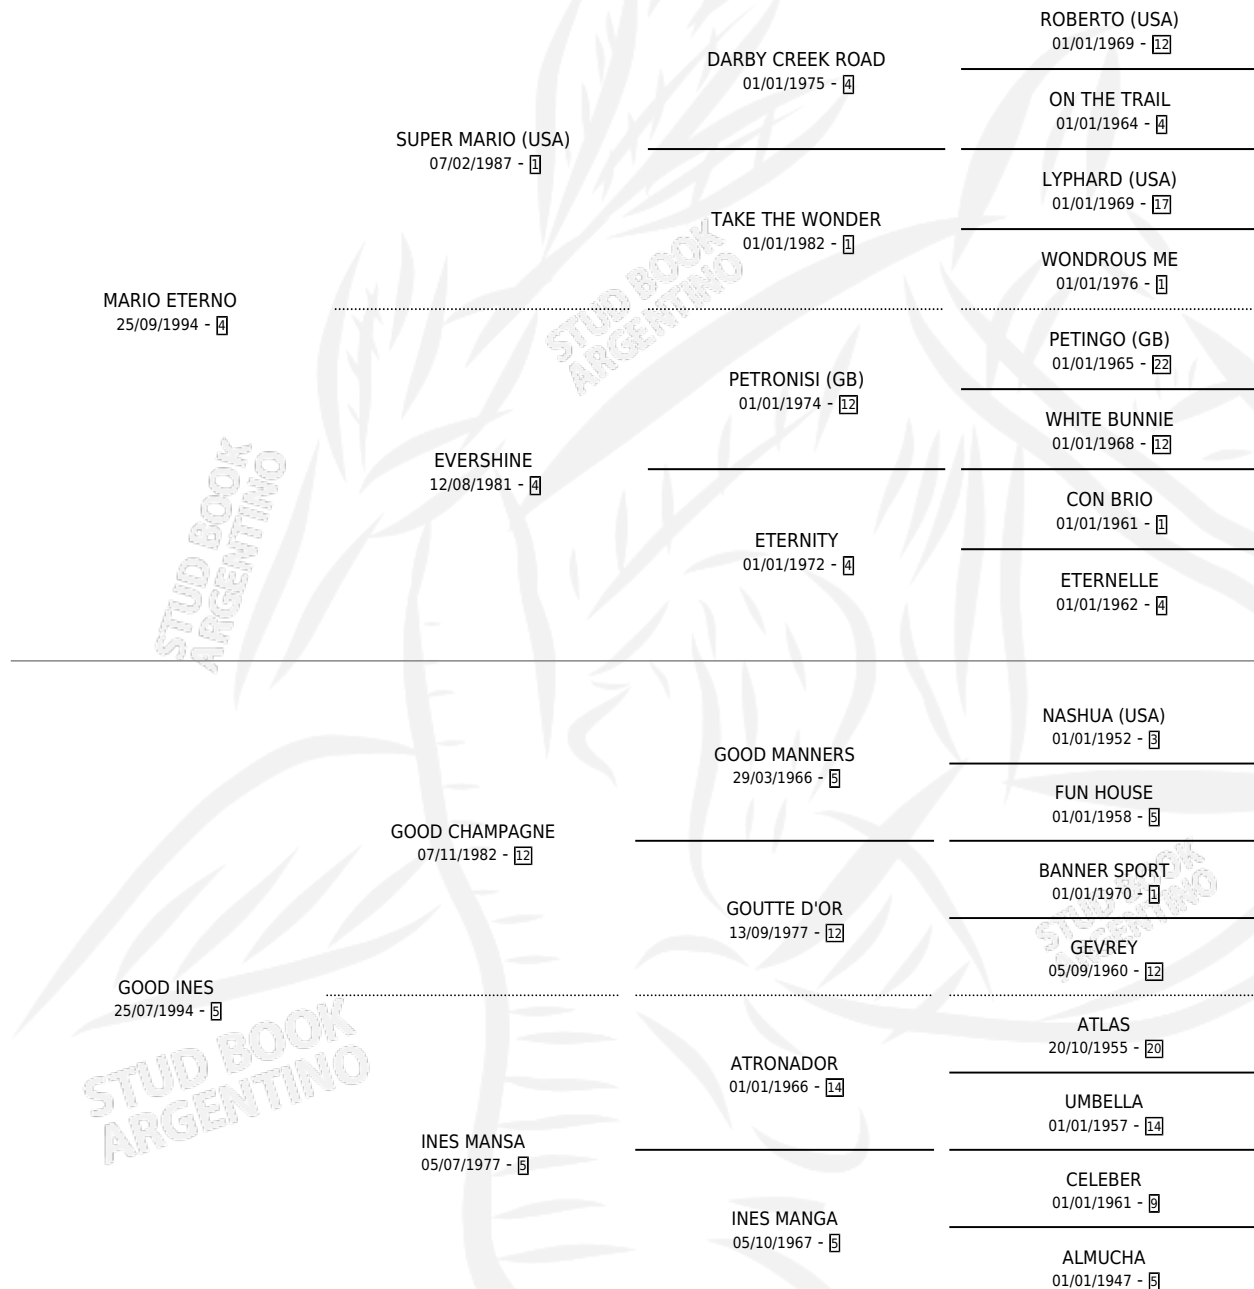 ROBERTO (USA)
01/01/1969 - 12
DARBY CREEK ROAD
01/01/1975 - 4
ON THE TRAIL
01/01/1964 - 4
SUPER MARIO (USA)
07/02/1987 - 1
LYPHARD (USA)
01/01/1969 - 17
TAKE THE WONDER
01/01/1982 - 1
WONDROUS ME
01/01/1976 - 1
STUD BOOK
ARGENTINO
MARIO ETERNO
25/09/1994 - 4
PETINGO (GB)
01/01/1965 - 22
PETRONISI (GB)
01/01/1974 - 12
WHITE BUNNIE
01/01/1968 - 12
EVERSHINE
12/08/1981 - 4
CON BRIO
01/01/1961 - 1
ETERNITY
01/01/1972 - 4
ETERNELLE
01/01/1962 - 4
STUD BOOK
ARGENTINO
NASHUA (USA)
01/01/1952 - 3
GOOD MANNERS
29/03/1966 - 5
FUN HOUSE
01/01/1958 - 5
GOOD CHAMPAGNE
07/11/1982 - 12
BANNER SPORT
01/01/1970 - 1
GOUTTE D'OR
13/09/1977 - 12
GEVREY
05/09/1960 - 12
STUD BOOK
ARGENTINO
GOOD INES
25/07/1994 - 5
ATLAS
20/10/1955 - 20
ATRONADOR
01/01/1966 - 14
UMBELLA
01/01/1957 - 14
STUD BOOK
ARGENTINO
INES MANSA
05/07/1977 - 5
CELEBER
01/01/1961 - 9
INES MANGA
05/10/1967 - 5
ALMUCHA
01/01/1947 - 5